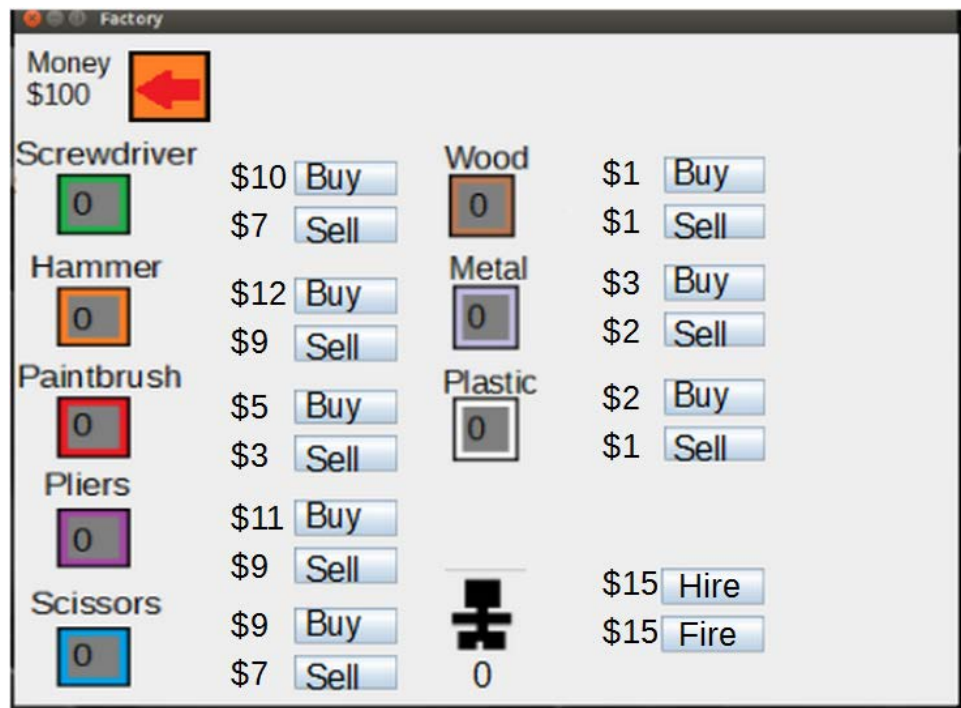 Factory
Money
$100
Screwdriver
0
$10 Buy
$7 Sell
Hammer
0
$12 Buy
$9 Sell
Paintbrush
0
$5 Buy
$3 Sell
Pliers
0
$11 Buy
$9 Sell
Scissors
0
$9 Buy
$7 Sell
Wood
0
$1 Buy
$1 Sell
Metal
0
$3 Buy
$2 Sell
Plastic
0
$2 Buy
$1 Sell
0
$15 Hire
$15 Fire